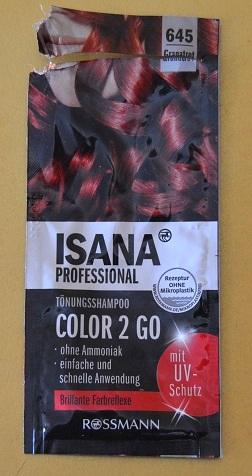 645
Granatrot
ISANA
PROFESSIONAL
Rezeptur
OHNE
Mikroplastik
TÖNUNGSSHAMPOO
COLOR 2 GO
· ohne Ammoniak
· einfache und
schnelle Anwendung
mit
UV-
Schutz
Brillante Farbreflexe
ROSSMANN